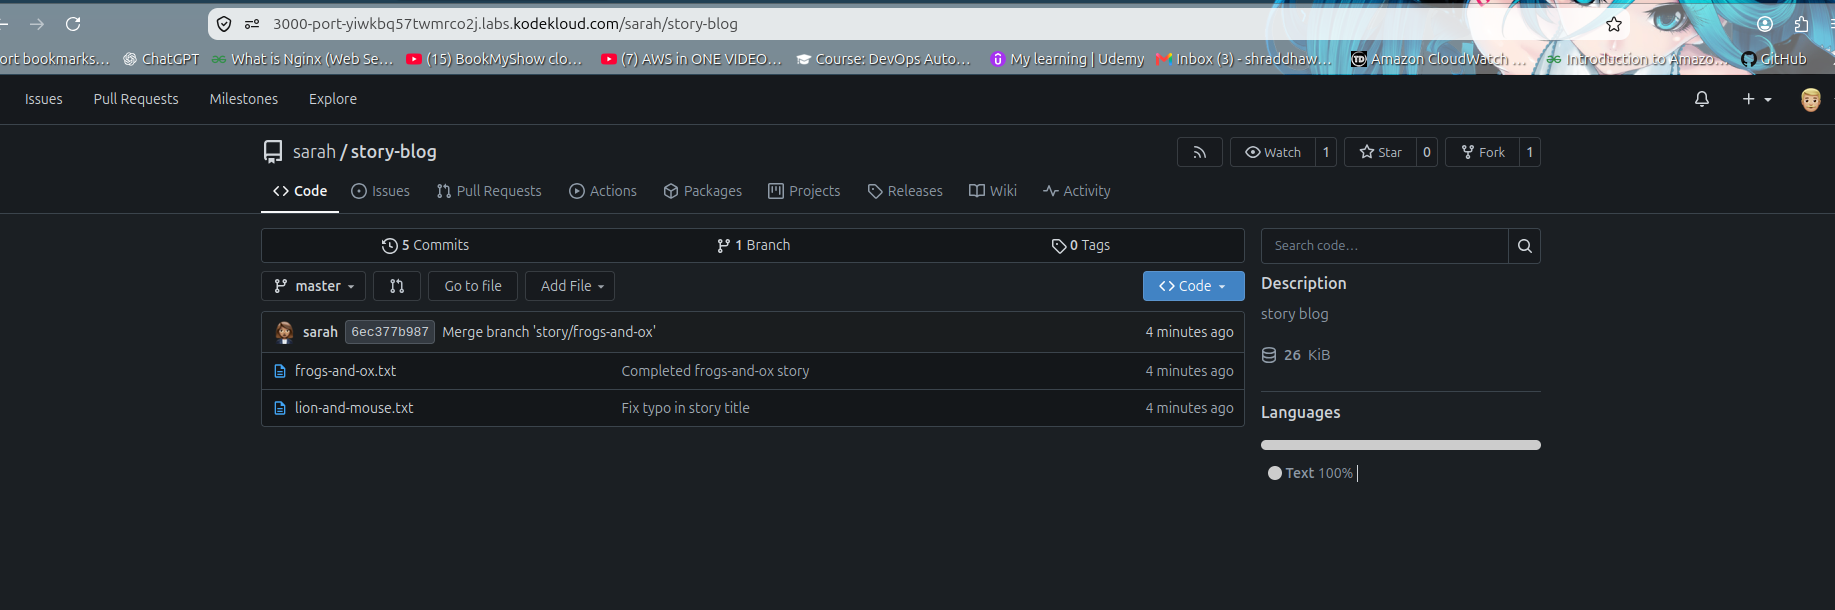 3000-port-yiwkbq57twmrco2j.labs.kodekloud.com/sarah/story-blog
ort bookmarks... ChatGPT What is Nginx (Web Se... (15) BookMyShow clo... (7) AWS in ONE VIDEO... Course: DevOps Auto... My learning | Udemy Inbox (3) - shraddhaw... TD Amazon CloudWatch ... Introduction to Amazo... GitHub
Issues Pull Requests Milestones Explore
sarah / story-blog Watch 1 Star 0 Fork 1
Code Issues Pull Requests Actions Packages Projects Releases Wiki Activity
5 Commits 1 Branch 0 Tags Search code...
master Go to file Add File Code Description
story blog
sarah 6ec377b987 Merge branch 'story/frogs-and-ox' 4 minutes ago
26 KiB
frogs-and-ox.txt Completed frogs-and-ox story 4 minutes ago
lion-and-mouse.txt Fix typo in story title 4 minutes ago
Languages
Text 100%